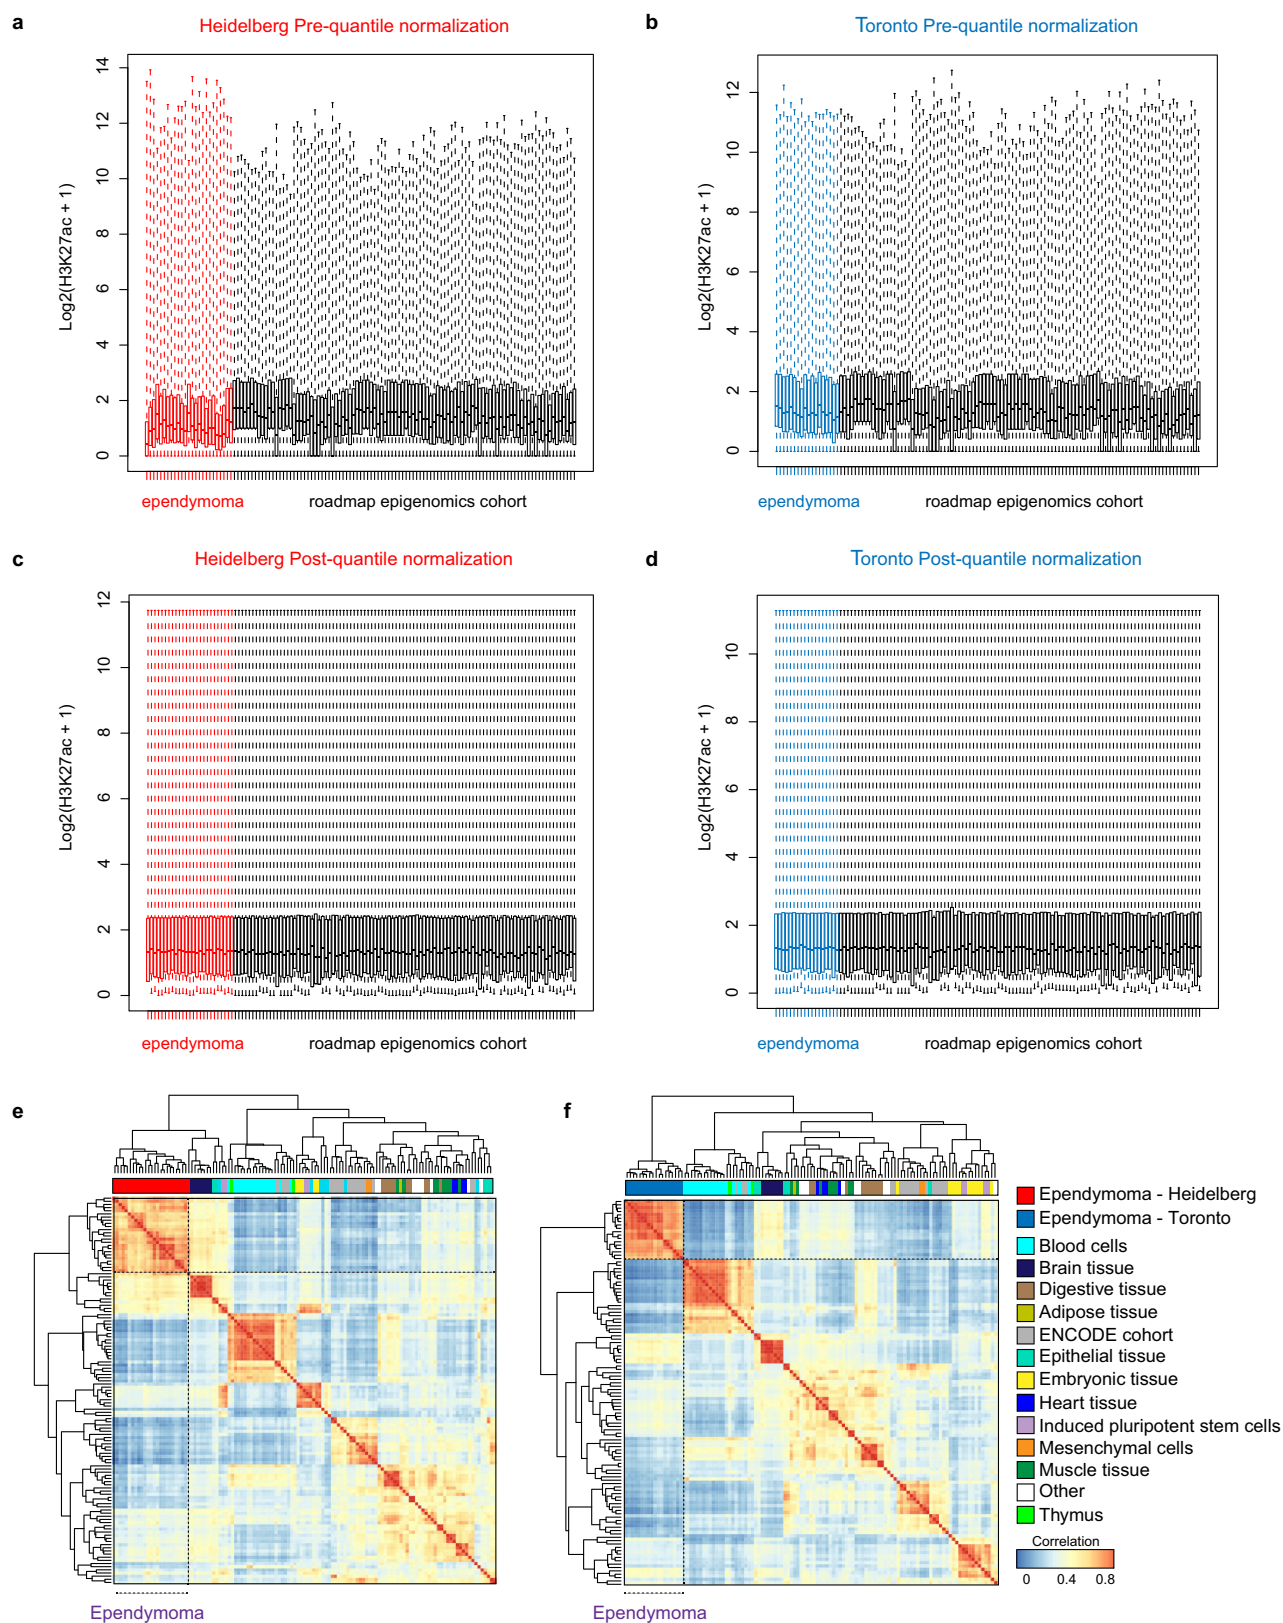 a
Heidelberg Pre-quantile normalization
Log2(H3K27ac + 1)
14
12
10
8
6
4
2
0
ependymoma
roadmap epigenomics cohort
b
Toronto Pre-quantile normalization
Log2(H3K27ac + 1)
12
10
8
6
4
2
0
ependymoma
roadmap epigenomics cohort
c
Heidelberg Post-quantile normalization
Log2(H3K27ac + 1)
12
10
8
6
4
2
0
ependymoma
roadmap epigenomics cohort
d
Toronto Post-quantile normalization
Log2(H3K27ac + 1)
10
8
6
4
2
0
ependymoma
roadmap epigenomics cohort
e
Ependymoma
f
Ependymoma
Ependymoma - Heidelberg
Ependymoma - Toronto
Blood cells
Brain tissue
Digestive tissue
Adipose tissue
ENCODE cohort
Epithelial tissue
Embryonic tissue
Heart tissue
Induced pluripotent stem cells
Mesenchymal cells
Muscle tissue
Other
Thymus
Correlation
0 0.4 0.8